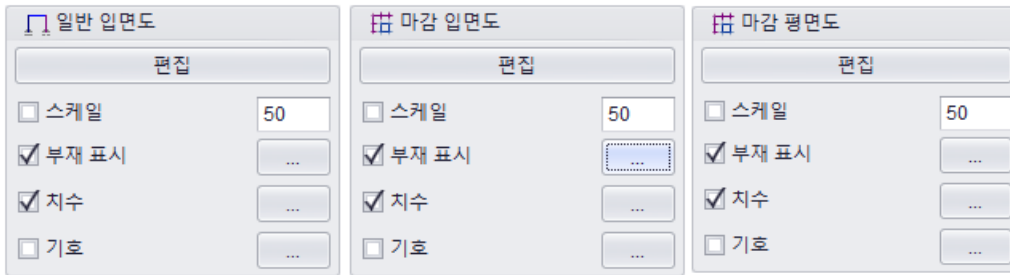 일반 입면도
편집
스케일 50
부재 표시 ...
치수 ...
기호 ...
마감 입면도
편집
스케일 50
부재 표시 ...
치수 ...
기호 ...
마감 평면도
편집
스케일 50
부재 표시 ...
치수 ...
기호 ...